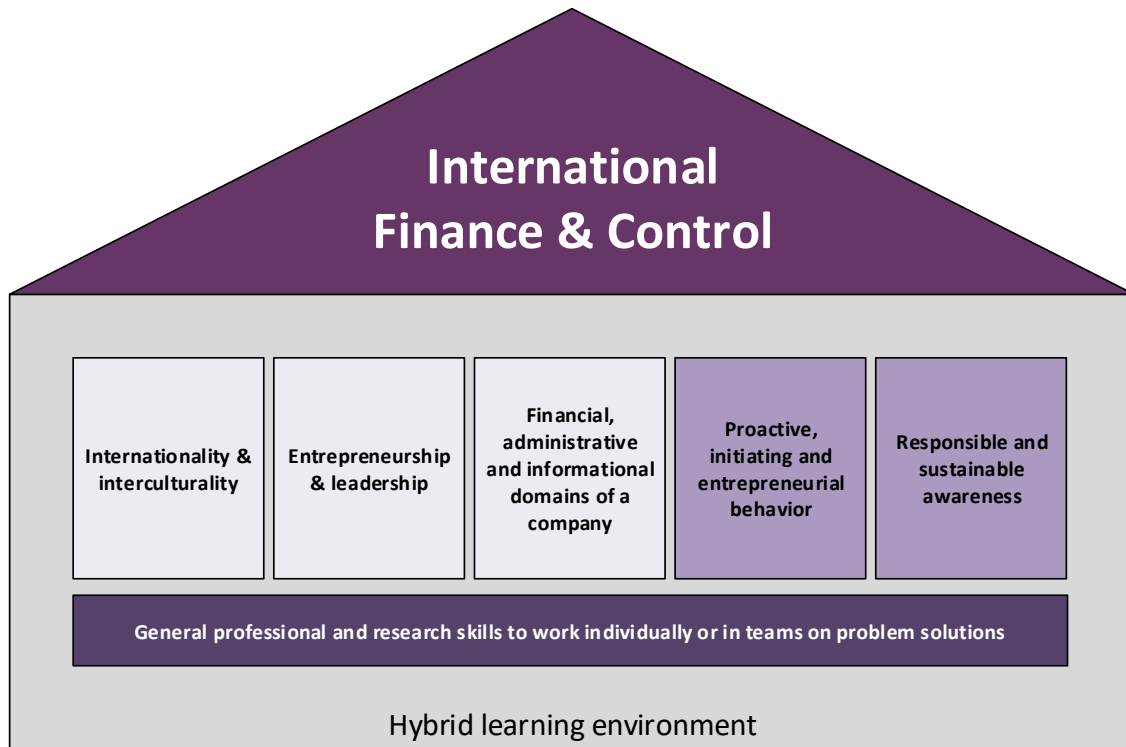 International
Finance & Control
Internationality &
interculturality
Entrepreneurship
& leadership
Financial,
administrative
and informational
domains of a
company
Proactive,
initiating and
entrepreneurial
behavior
Responsible and
sustainable
awareness
General professional and research skills to work individually or in teams on problem solutions
Hybrid learning environment